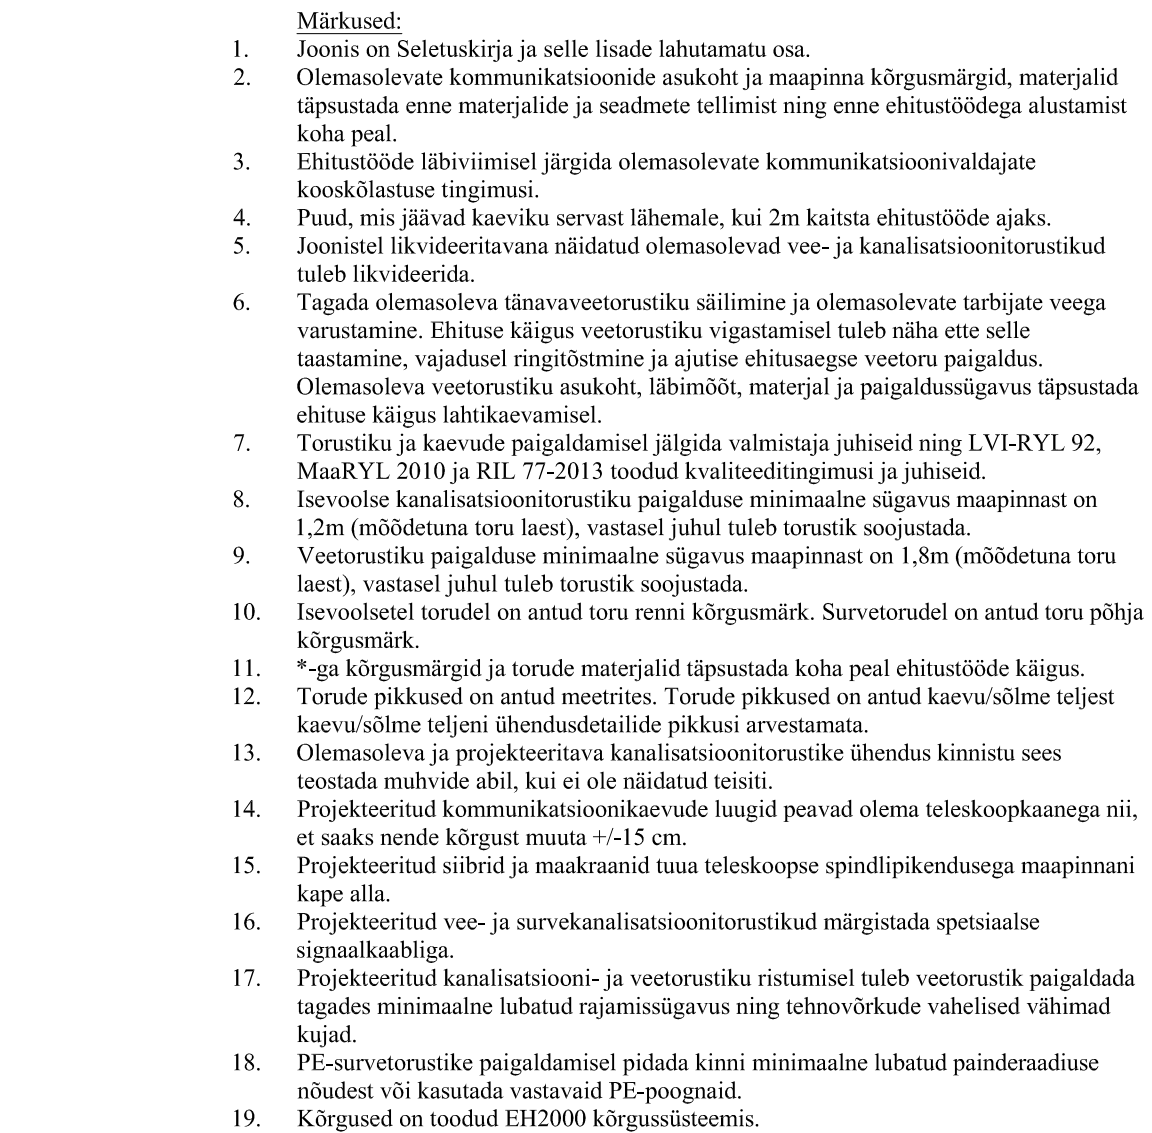 Märkused:
1. Joonis on Seletuskirja ja selle lisade lahutamatu osa.
2. Olemasolevate kommunikatsioonide asukoht ja maapinna kõrgusmärgid, materjalid
täpsustada enne materjalide ja seadmete tellimist ning enne ehitustöödega alustamist
koha peal.
3. Ehitustööde läbiviimisel järgida olemasolevate kommunikatsioonivaldajate
kooskõlastuse tingimusi.
4. Puud, mis jäävad kaeviku servast lähemale, kui 2m kaitsta ehitustööde ajaks.
5. Joonistel likvideeritavana näidatud olemasolevad vee- ja kanalisatsioonitorustikud
tuleb likvideerida.
6. Tagada olemasoleva tänavaveetorustiku säilimine ja olemasolevate tarbijate veega
varustamine. Ehituse käigus veetorustiku vigastamisel tuleb näha ette selle
taastamine, vajadusel ringitõstmine ja ajutise ehitusaegse veetoru paigaldus.
Olemasoleva veetorustiku asukoht, läbimõõt, materjal ja paigaldussügavus täpsustada
ehituse käigus lahtikaevamisel.
7. Torustiku ja kaevude paigaldamisel jälgida valmistaja juhiseid ning LVI-RYL 92,
MaaRYL 2010 ja RIL 77-2013 toodud kvaliteeditingimusi ja juhiseid.
8. Isevoolse kanalisatsioonitorustiku paigalduse minimaalne sügavus maapinnast on
1,2m (mõõdetuna toru laest), vastasel juhul tuleb torustik soojustada.
9. Veetorustiku paigalduse minimaalne sügavus maapinnast on 1,8m (mõõdetuna toru
laest), vastasel juhul tuleb torustik soojustada.
10. Isevoolsetel torudel on antud toru renni kõrgusmärk. Survetorudel on antud toru põhja
kõrgusmärk.
11. *-ga kõrgusmärgid ja torude materjalid täpsustada koha peal ehitustööde käigus.
12. Torude pikkused on antud meetrites. Torude pikkused on antud kaevu/sõlme teljest
kaevu/sõlme teljeni ühendusdetailide pikkusi arvestamata.
13. Olemasoleva ja projekteeritava kanalisatsioonitorustike ühendus kinnistu sees
teostada muhvide abil, kui ei ole näidatud teisiti.
14. Projekteeritud kommunikatsioonikaevude luugid peavad olema teleskoopkaanega nii,
et saaks nende kõrgust muuta +/-15 cm.
15. Projekteeritud siibrid ja maakraanid tuua teleskoopse spindlipikendusega maapinnani
kape alla.
16. Projekteeritud vee- ja survekanalisatsioonitorustikud märgistada spetsiaalse
signaalkaabliga.
17. Projekteeritud kanalisatsiooni- ja veetorustiku ristumisel tuleb veetorustik paigaldada
tagades minimaalne lubatud rajamissügavus ning tehnovõrkude vahelised vähimad
kujad.
18. PE-survetorustike paigaldamisel pidada kinni minimaalne lubatud painderaadiuse
nõudest või kasutada vastavaid PE-poognaid.
19. Kõrgused on toodud EH2000 kõrgussüsteemis.